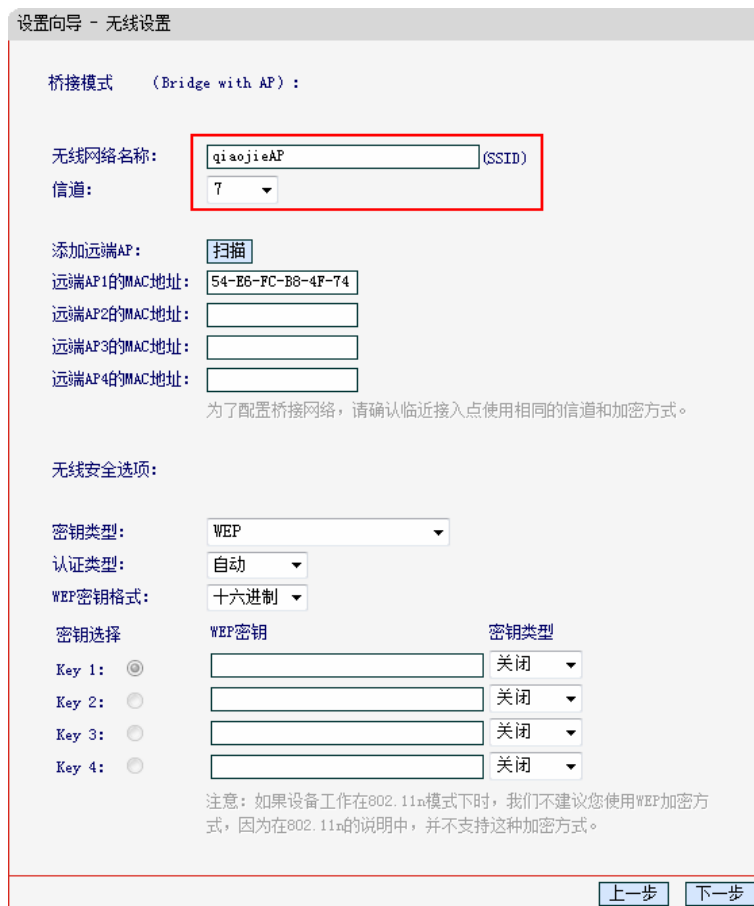 设置向导 - 无线设置
桥接模式 (Bridge with AP) :
无线网络名称: qiaojieAP (SSID)
信道: 7
添加远端AP: 扫描
远端AP1的MAC地址: 54-E6-FC-B8-4F-74
远端AP2的MAC地址:
远端AP3的MAC地址:
远端AP4的MAC地址:
为了配置桥接网络，请确认临近接入点使用相同的信道和加密方式。
无线安全选项:
密钥类型: WEP
认证类型: 自动
WEP密钥格式: 十六进制
密钥选择 WEP密钥 密钥类型
Key 1: 关闭
Key 2: 关闭
Key 3: 关闭
Key 4: 关闭
注意：如果设备工作在802.11n模式下时，我们不建议您使用WEP加密方
式，因为在802.11n的说明中，并不支持这种加密方式。
上一步 下一步